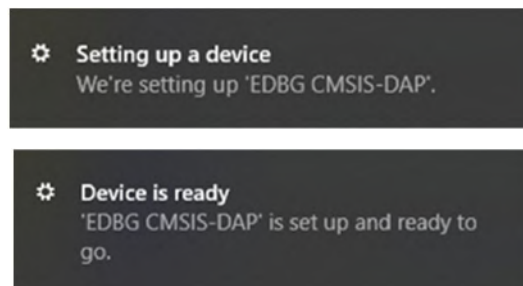 Setting up a device
We're setting up 'EDBG CMSIS-DAP'.
Device is ready
'EDBG CMSIS-DAP' is set up and ready to
go.